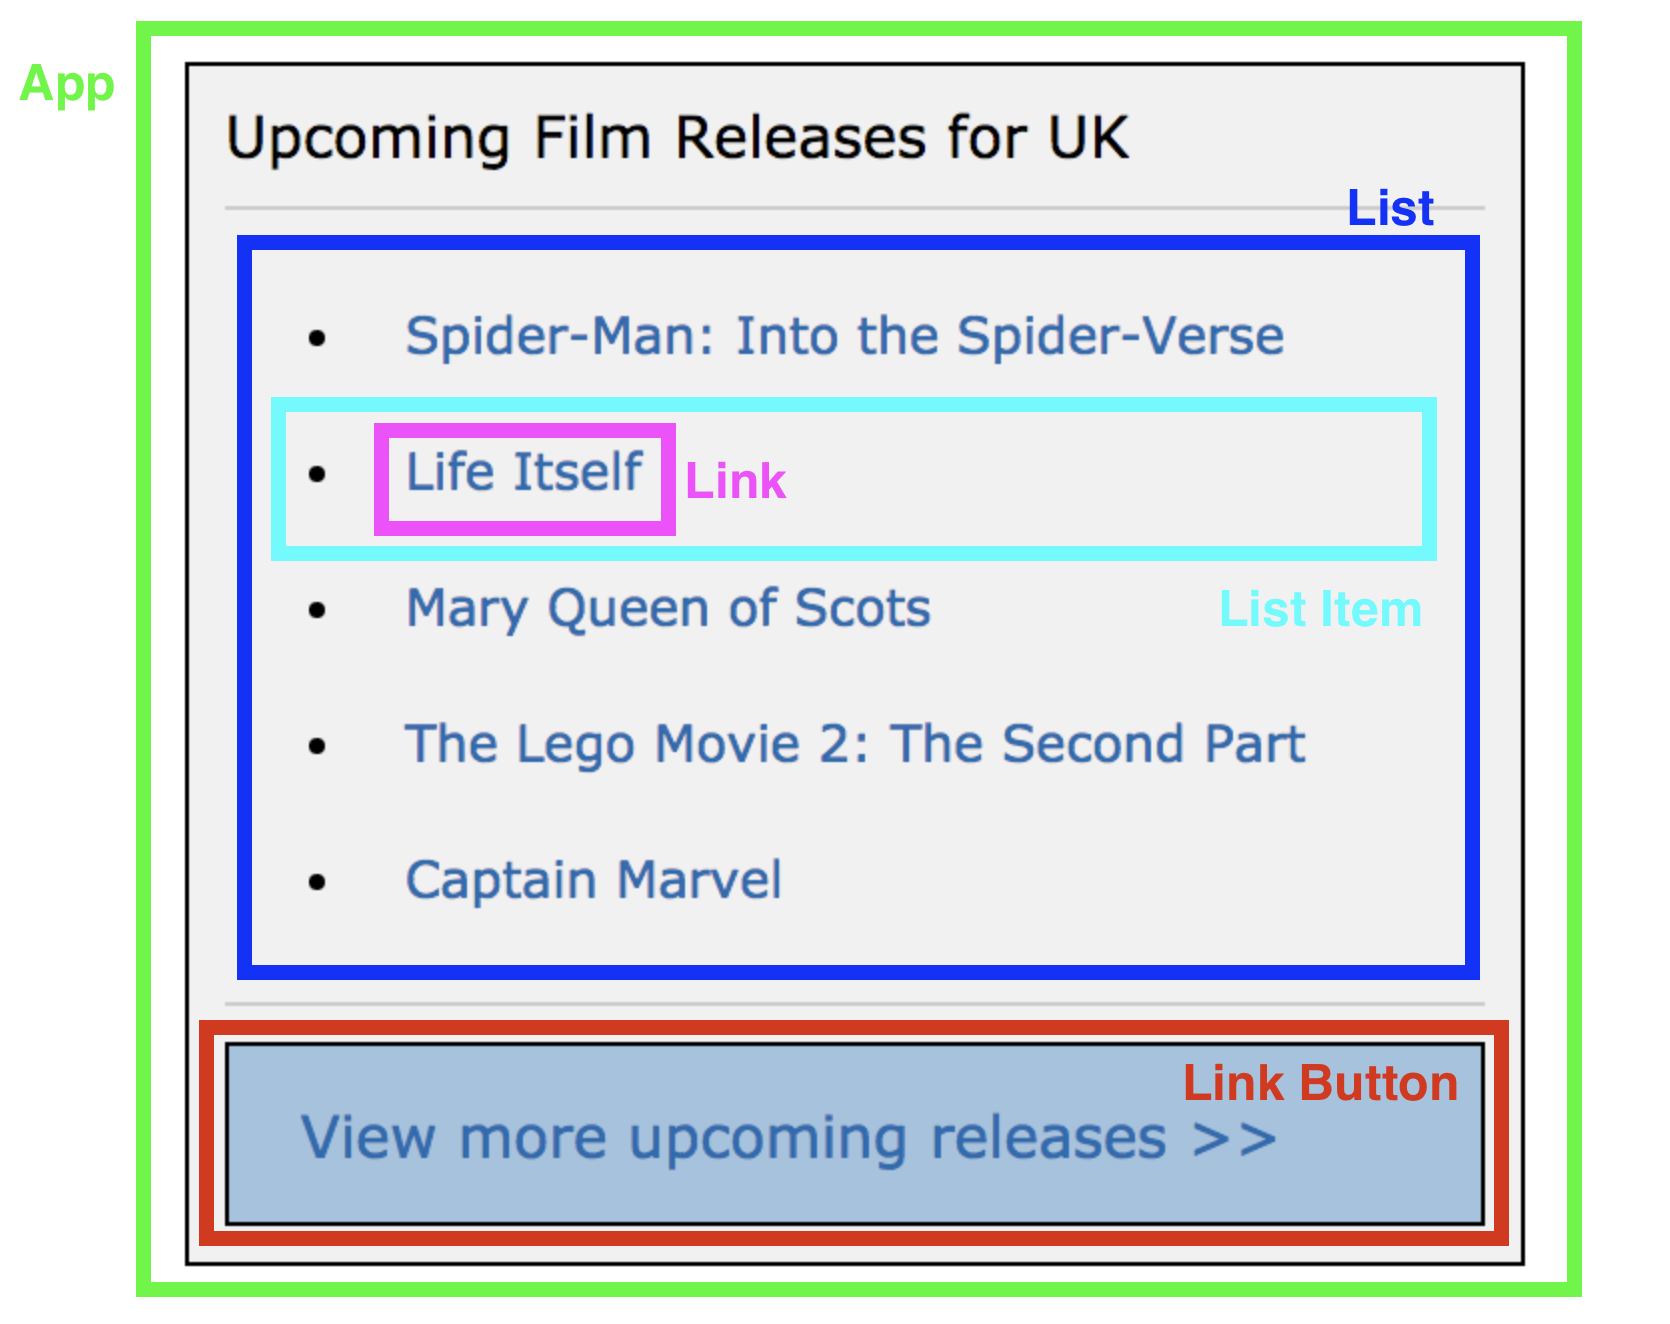 App
Upcoming Film Releases for UK
List
Spider-Man: Into the Spider-Verse
Life Itself
Link
Mary Queen of Scots
List Item
The Lego Movie 2: The Second Part
Captain Marvel
Link Button
View more upcoming releases >>